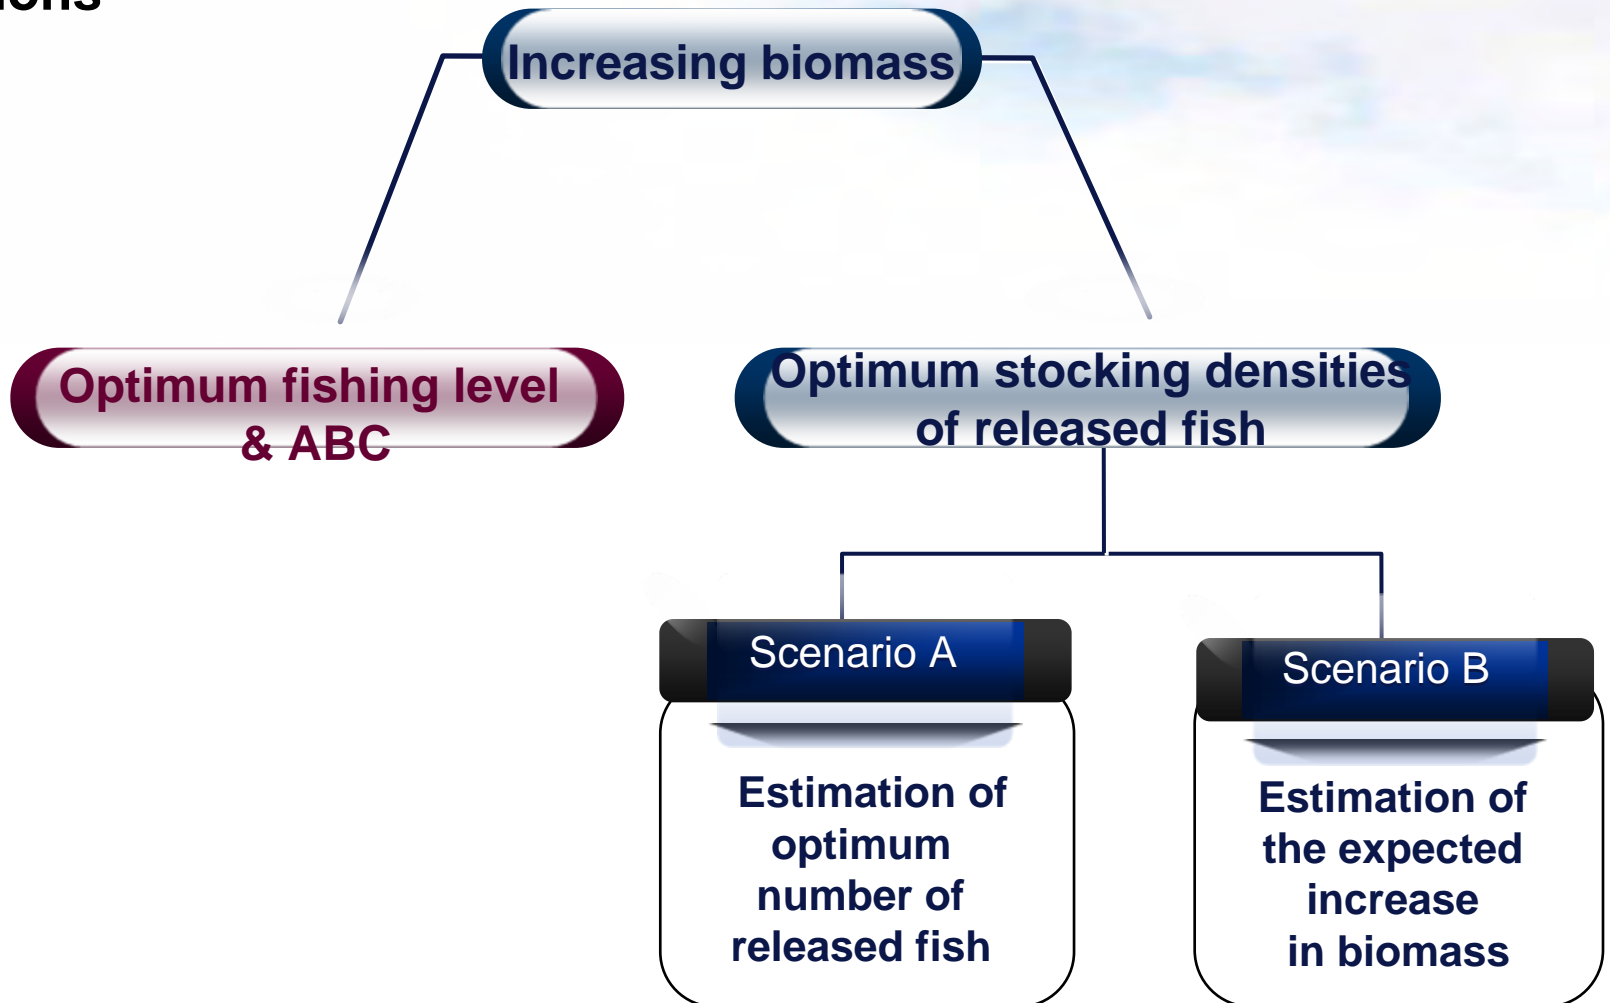 Increasing biomass
Optimum fishing level
& ABC
Optimum stocking densities
of released fish
Scenario A
Estimation of
optimum
number of
released fish
Scenario B
Estimation of
the expected
increase
in biomass